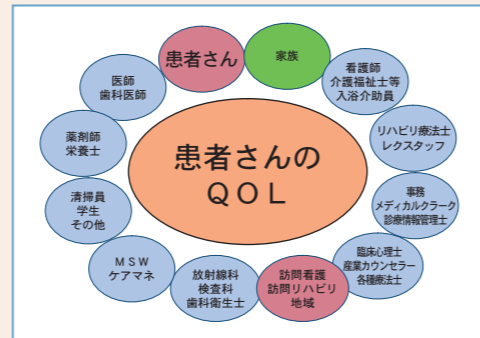 患者さん
家族
看護師
介護福祉士等
入浴介助員
リハビリ療法士
レクスタッフ
事務
メディカルクラーク
診療情報管理士
臨床心理士
産業カウンセラー
各種療法士
訪問看護
訪問リハビリ
地域
放射線科
検査科
歯科衛生士
MSW
ケアマネ
清掃員
学生
その他
薬剤師
栄養士
医師
歯科医師
患者さんの
QOL